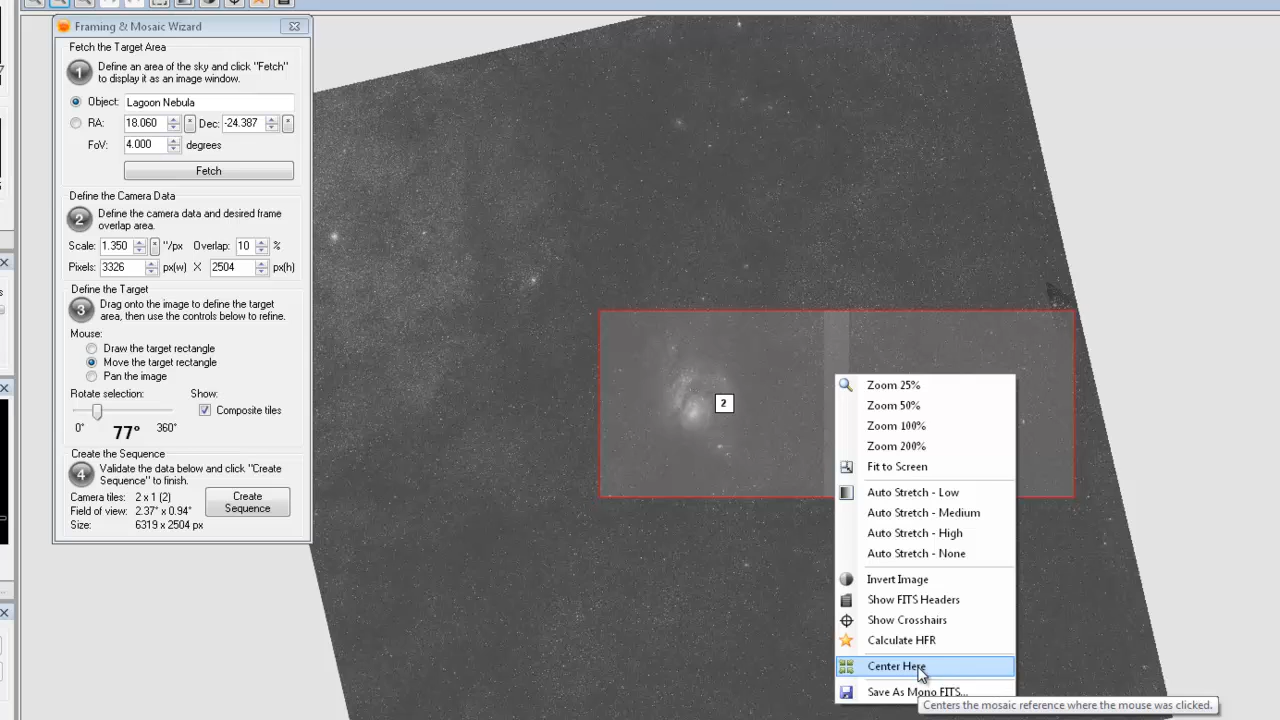 Framing & Mosaic Wizard
Fetch the Target Area
1 Define an area of the sky and click "Fetch"
to display it as an image window.
Object: Lagoon Nebula
RA: 18.060 * Dec: -24.387 *
FoV: 4.000 degrees
Fetch
Define the Camera Data
2 Define the camera data and desired frame
overlap area.
Scale: 1.350 * "/px Overlap: 10 %
Pixels: 3326 px(w) X 2504 px(h)
Define the Target
3 Drag onto the image to define the target
area, then use the controls below to refine.
Mouse:
Draw the target rectangle
Move the target rectangle
Pan the image
Rotate selection: Show:
Composite tiles
0° 77° 360°
Create the Sequence
4 Validate the data below and click "Create
Sequence" to finish.
Camera tiles: 2 x 1 (2)
Field of view: 2.37° x 0.94°
Size: 6319 x 2504 px
Create
Sequence
2
Zoom 25%
Zoom 50%
Zoom 100%
Zoom 200%
Fit to Screen
Auto Stretch - Low
Auto Stretch - Medium
Auto Stretch - High
Auto Stretch - None
Invert Image
Show FITS Headers
Show Crosshairs
Calculate HFR
Center Here
Save As Mono FITS...
Centers the mosaic reference where the mouse was clicked.